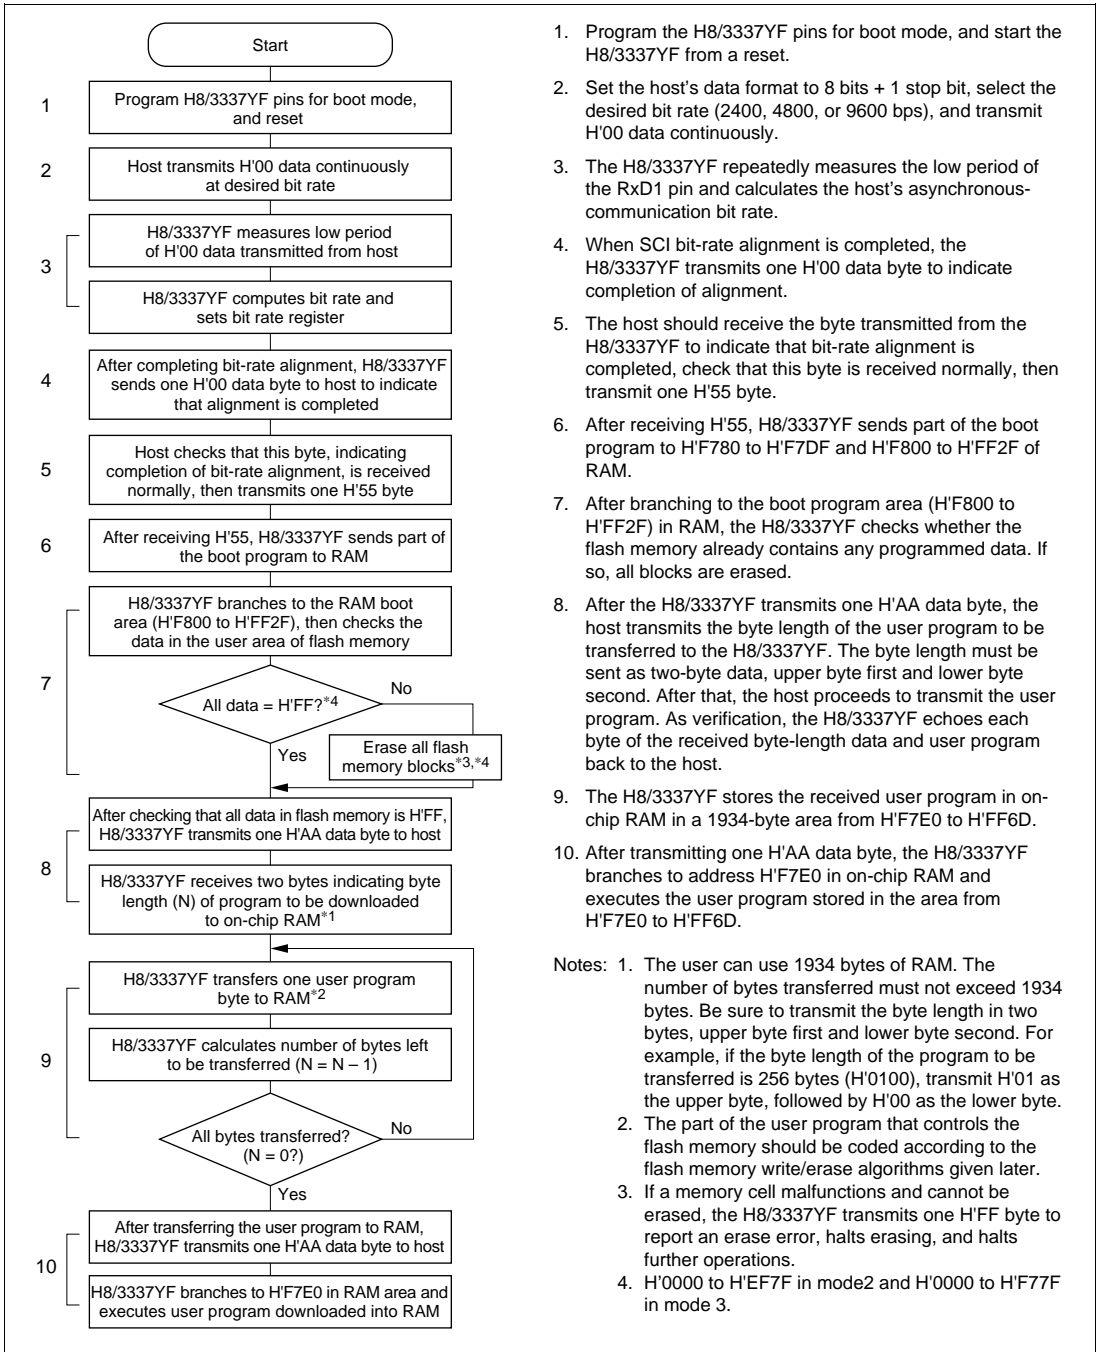 Start
1
Program H8/3337YF pins for boot mode,
and reset
2
Host transmits H'00 data continuously
at desired bit rate
3
H8/3337YF measures low period
of H'00 data transmitted from host
H8/3337YF computes bit rate and
sets bit rate register
4
After completing bit-rate alignment, H8/3337YF
sends one H'00 data byte to host to indicate
that alignment is completed
5
Host checks that this byte, indicating
completion of bit-rate alignment, is received
normally, then transmits one H'55 byte
6
After receiving H'55, H8/3337YF sends part of
the boot program to RAM
7
H8/3337YF branches to the RAM boot
area (H'F800 to H'FF2F), then checks the
data in the user area of flash memory
All data = H'FF?*4
No
Yes
Erase all flash
memory blocks*3,*4
8
After checking that all data in flash memory is H'FF,
H8/3337YF transmits one H'AA data byte to host
H8/3337YF receives two bytes indicating byte
length (N) of program to be downloaded
to on-chip RAM*1
9
H8/3337YF transfers one user program
byte to RAM*2
H8/3337YF calculates number of bytes left
to be transferred (N = N – 1)
All bytes transferred?
(N = 0?)
No
Yes
10
After transferring the user program to RAM,
H8/3337YF transmits one H'AA data byte to host
H8/3337YF branches to H'F7E0 in RAM area and
executes user program downloaded into RAM
1. Program the H8/3337YF pins for boot mode, and start the
H8/3337YF from a reset.
2. Set the host's data format to 8 bits + 1 stop bit, select the
desired bit rate (2400, 4800, or 9600 bps), and transmit
H'00 data continuously.
3. The H8/3337YF repeatedly measures the low period of
the RxD1 pin and calculates the host's asynchronous-
communication bit rate.
4. When SCI bit-rate alignment is completed, the
H8/3337YF transmits one H'00 data byte to indicate
completion of alignment.
5. The host should receive the byte transmitted from the
H8/3337YF to indicate that bit-rate alignment is
completed, check that this byte is received normally, then
transmit one H'55 byte.
6. After receiving H'55, H8/3337YF sends part of the boot
program to H'F780 to H'F7DF and H'F800 to H'FF2F of
RAM.
7. After branching to the boot program area (H'F800 to
H'FF2F) in RAM, the H8/3337YF checks whether the
flash memory already contains any programmed data. If
so, all blocks are erased.
8. After the H8/3337YF transmits one H'AA data byte, the
host transmits the byte length of the user program to be
transferred to the H8/3337YF. The byte length must be
sent as two-byte data, upper byte first and lower byte
second. After that, the host proceeds to transmit the user
program. As verification, the H8/3337YF echoes each
byte of the received byte-length data and user program
back to the host.
9. The H8/3337YF stores the received user program in on-
chip RAM in a 1934-byte area from H'F7E0 to H'FF6D.
10. After transmitting one H'AA data byte, the H8/3337YF
branches to address H'F7E0 in on-chip RAM and
executes the user program stored in the area from
H'F7E0 to H'FF6D.
Notes: 1. The user can use 1934 bytes of RAM. The
number of bytes transferred must not exceed 1934
bytes. Be sure to transmit the byte length in two
bytes, upper byte first and lower byte second. For
example, if the byte length of the program to be
transferred is 256 bytes (H'0100), transmit H'01 as
the upper byte, followed by H'00 as the lower byte.
2. The part of the user program that controls the
flash memory should be coded according to the
flash memory write/erase algorithms given later.
3. If a memory cell malfunctions and cannot be
erased, the H8/3337YF transmits one H'FF byte to
report an erase error, halts erasing, and halts
further operations.
4. H'0000 to H'EF7F in mode2 and H'0000 to H'F77F
in mode 3.